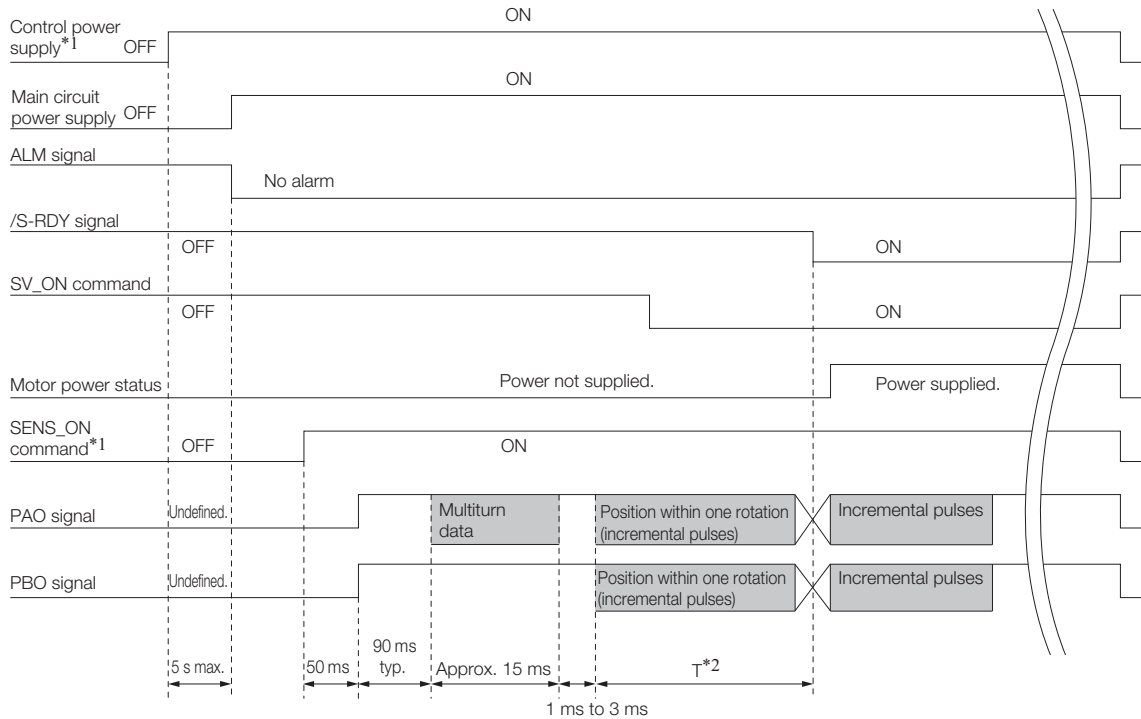 ON
Control power
supply*1 OFF
ON
Main circuit
power supply OFF
ALM signal
No alarm
/S-RDY signal
OFF
ON
SV_ON command
OFF
ON
Motor power status
Power not supplied.
Power supplied.
SENS_ON
command*1
OFF
ON
PAO signal
Undefined.
Multiturn
data
Position within one rotation
(incremental pulses)
Incremental pulses
PBO signal
Undefined.
Position within one rotation
(incremental pulses)
Incremental pulses
5 s max.
50 ms
90 ms
typ.
Approx. 15 ms
T*2
1 ms to 3 ms